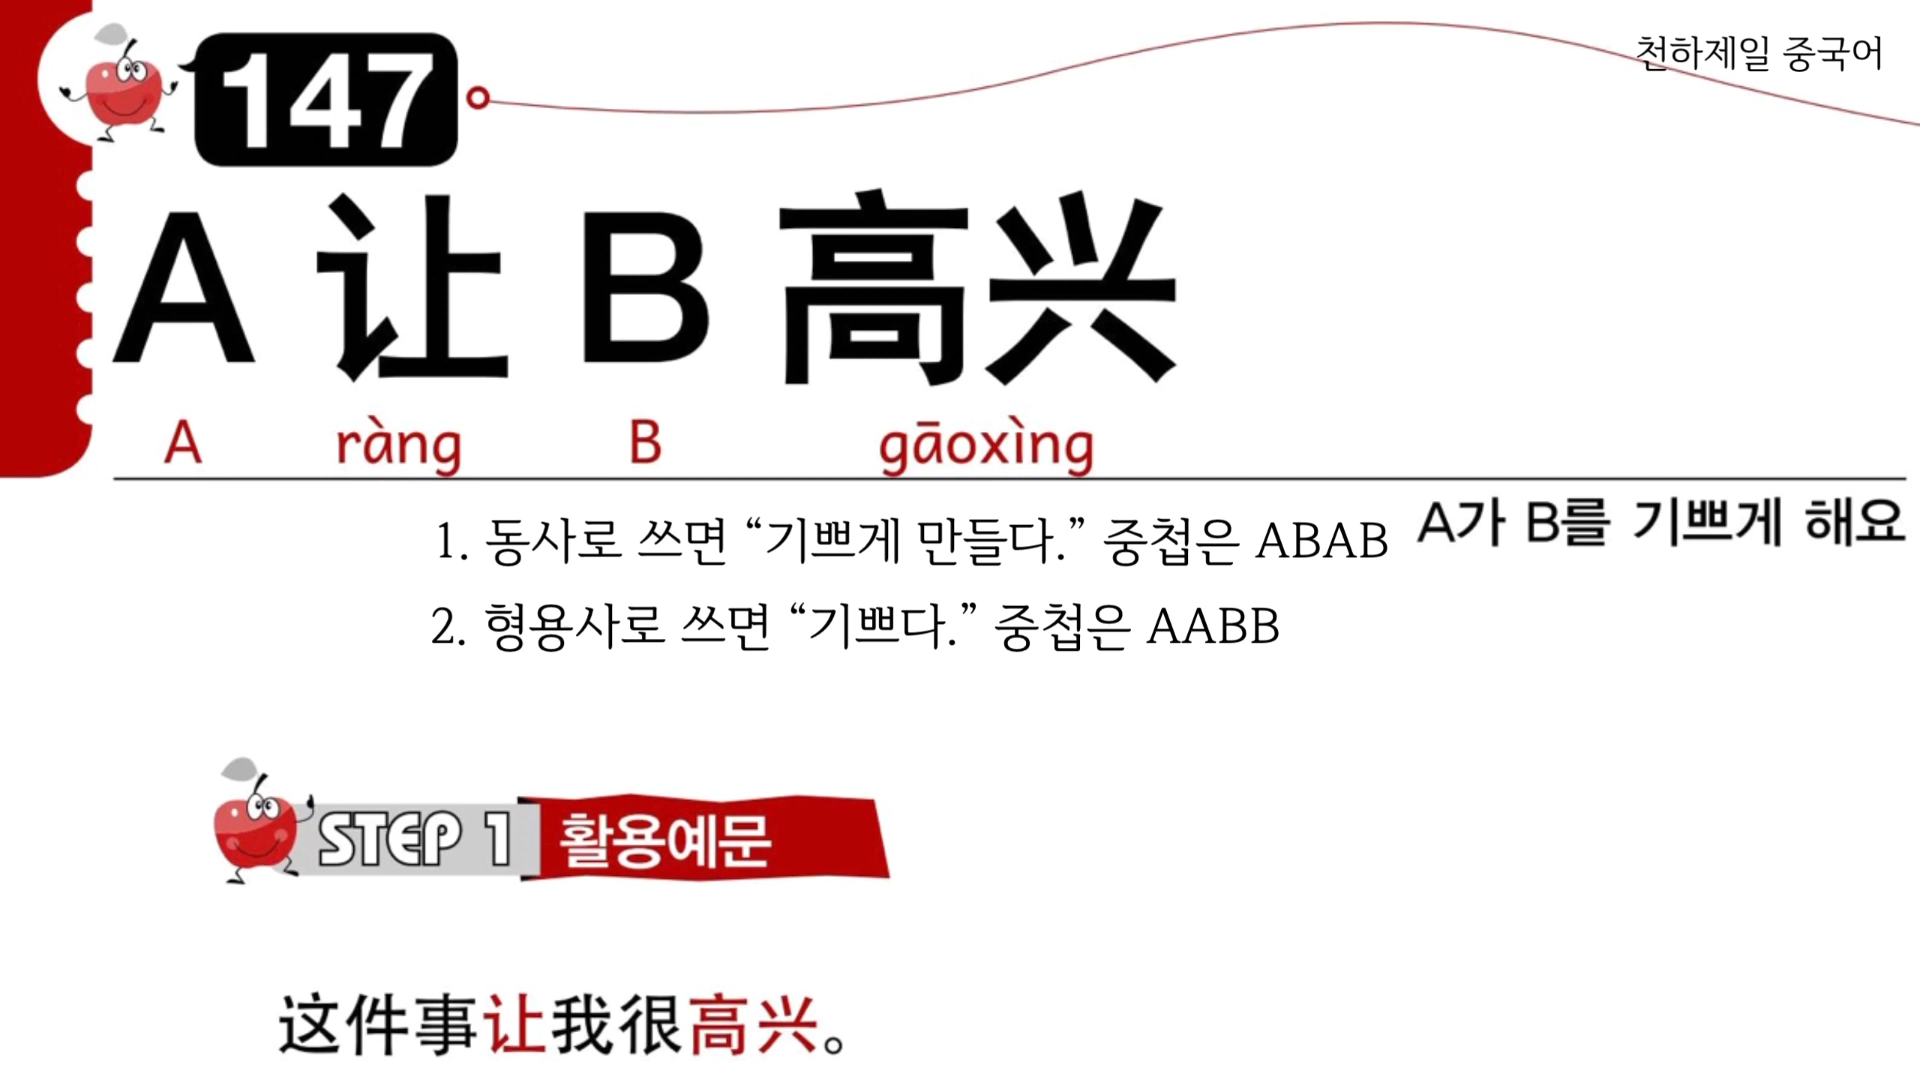 147
천하제일 중국어
A 让 B 高兴
A ràng B gāoxìng
A가 B를 기쁘게 해요
1. 동사로 쓰면 “기쁘게 만들다.” 중첩은 ABAB
2. 형용사로 쓰면 “기쁘다.” 중첩은 AABB
STEP 1 활용예문
这件事让我很高兴。